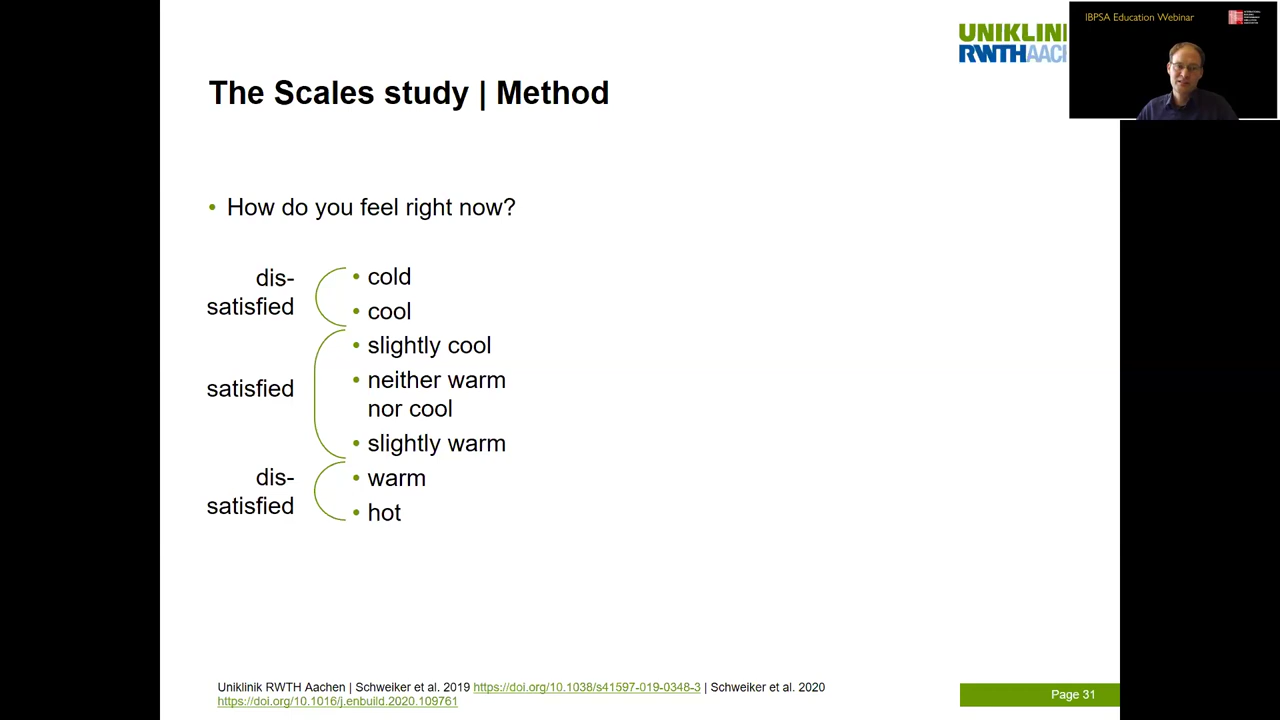 IBPSA Education Webinar
UNIKLINI
RWTHAACH
The Scales study | Method
• How do you feel right now?
dis-
satisfied
• cold
• cool
satisfied
• slightly cool
• neither warm
nor cool
• slightly warm
dis-
satisfied
• warm
• hot
Uniklinik RWTH Aachen | Schweiker et al. 2019 https://doi.org/10.1038/s41597-019-0348-3 | Schweiker et al. 2020
https://doi.org/10.1016/j.enbuild.2020.109761
Page 31